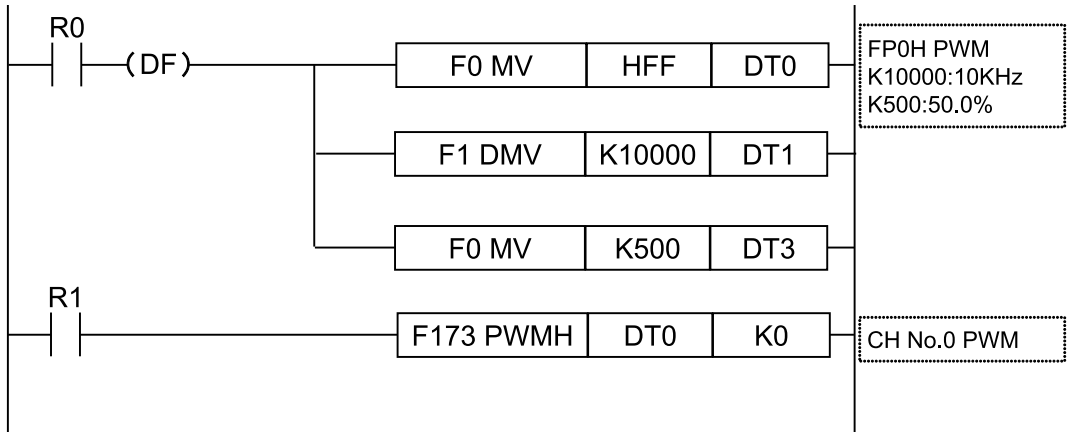 R0
(DF)
F0 MV HFF DT0
FP0H PWM
K10000:10KHz
K500:50.0%
F1 DMV K10000 DT1
F0 MV K500 DT3
R1
F173 PWMH DT0 K0
CH No.0 PWM